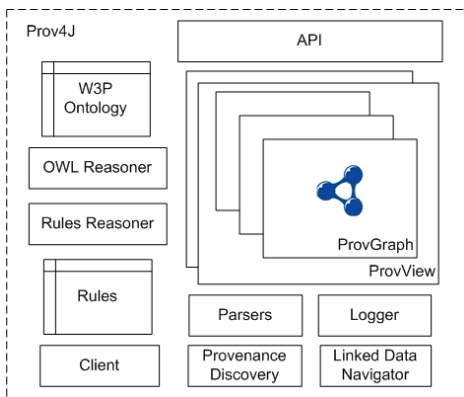 Prov4J
API
W3P
Ontology
OWL Reasoner
Rules Reasoner
ProvGraph
ProvView
Rules
Parsers
Logger
Client
Provenance
Discovery
Linked Data
Navigator